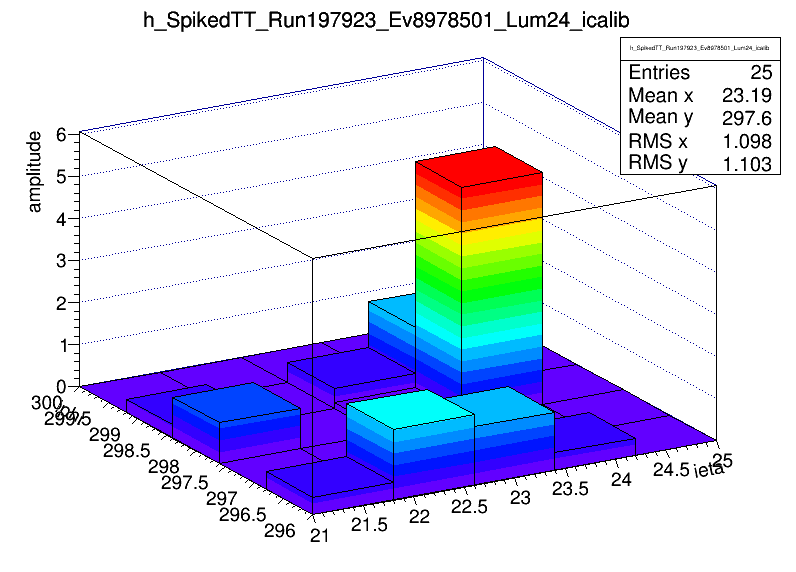 h_SpikedTT_Run197923_Ev8978501_Lum24_icalib
h_SpikedTT_Run197923_Ev8978501_Lum24_icalib
Entries 25
Mean x 23.19
Mean y 297.6
RMS x 1.098
RMS y 1.103
amplitude
6
5
4
3
2
1
0
300
299.5
299
298.5
298
297.5
297
296.5
296
21
21.5
22
22.5
23
23.5
24
24.5
25
ieta